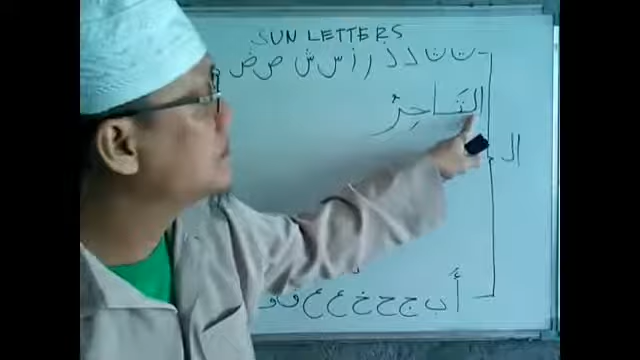 SUN LETTERS
ت ث د ذ ر ز س ش ص ض
التَاجِرُ
ال
أ ب ج ح خ ع غ ف ق